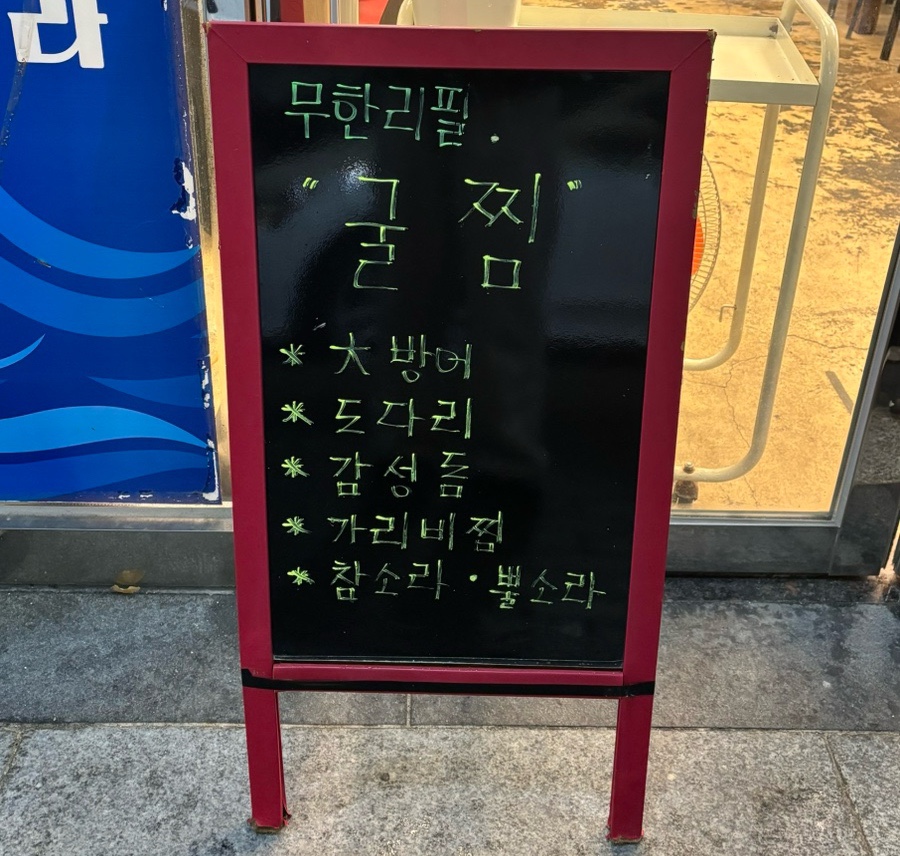 라
무한리필.
"굴 찜"
* 大방어
* 도다리
* 감성돔
* 가리비찜
* 참소라·뿔소라